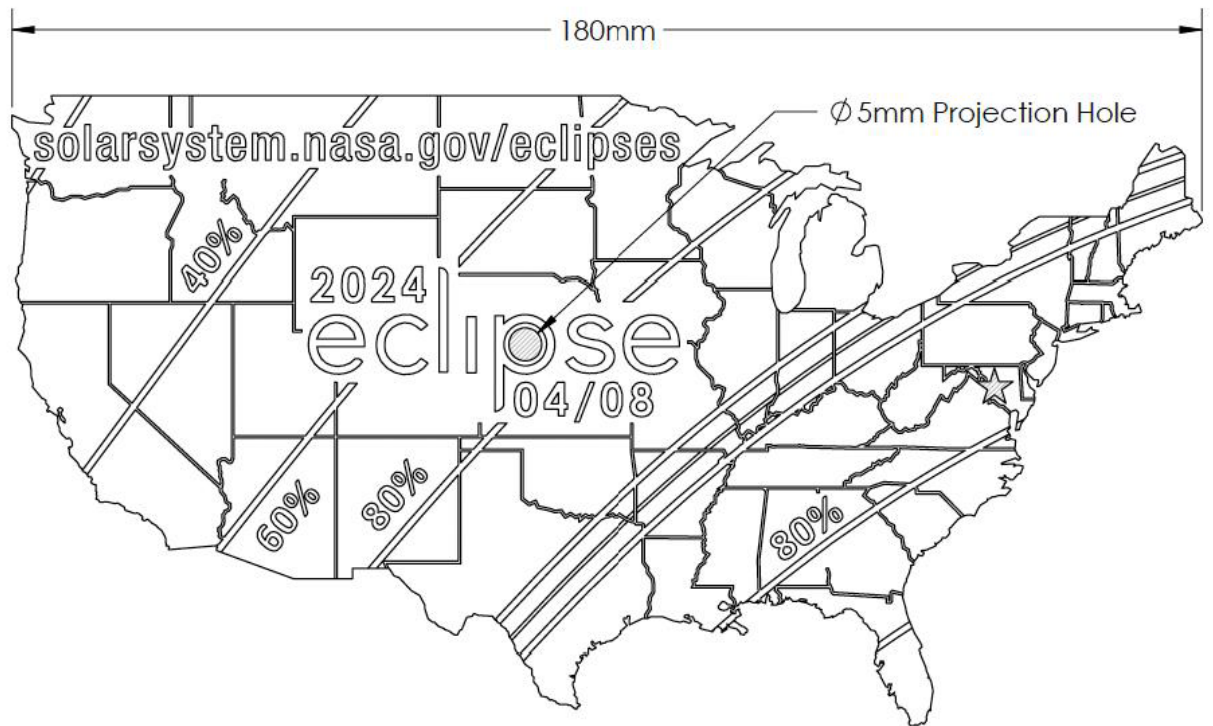 180mm
Ø 5mm Projection Hole
solarsystem.nasa.gov/eclipses
40%
2024
eclipse
04/08
60%
80%
80%